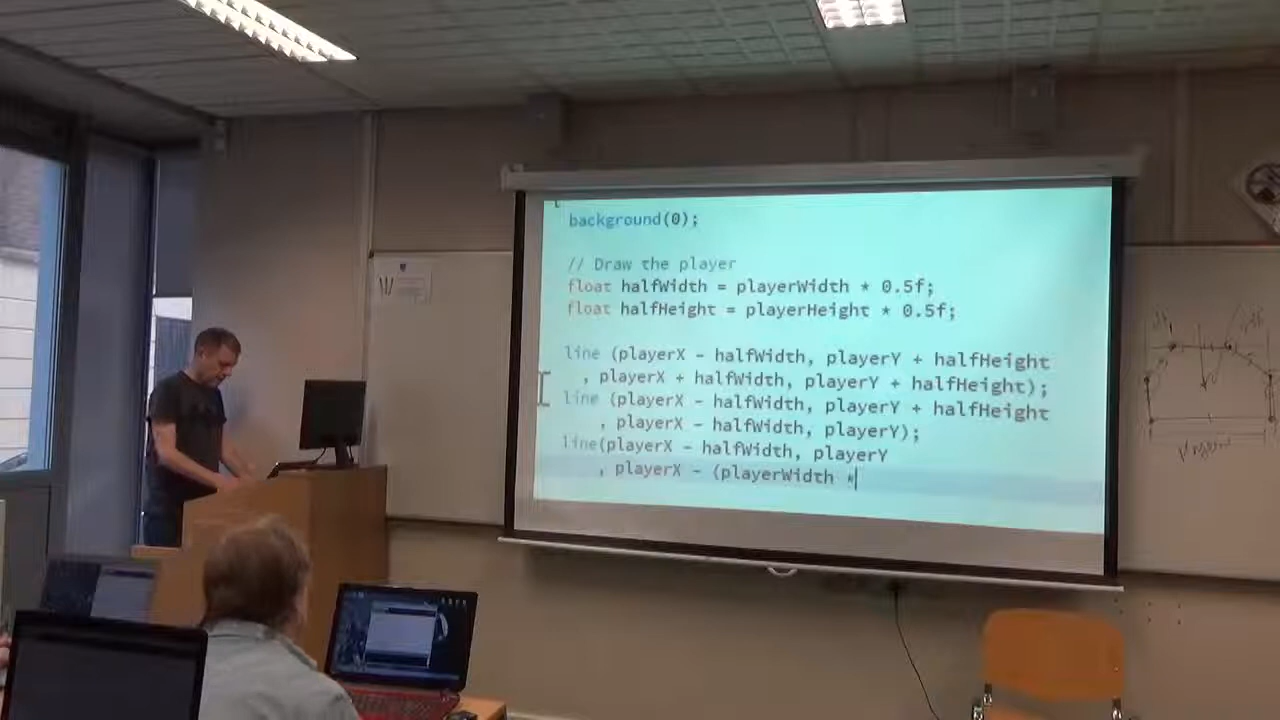 background(0);
// Draw the player
float halfWidth = playerWidth * 0.5f;
float halfHeight = playerHeight * 0.5f;
line (playerX - halfWidth, playerY + halfHeight
, playerX + halfWidth, playerY + halfHeight);
line (playerX - halfWidth, playerY + halfHeight
, playerX - halfWidth, playerY);
line(playerX - halfWidth, playerY
, playerX - (playerWidth *